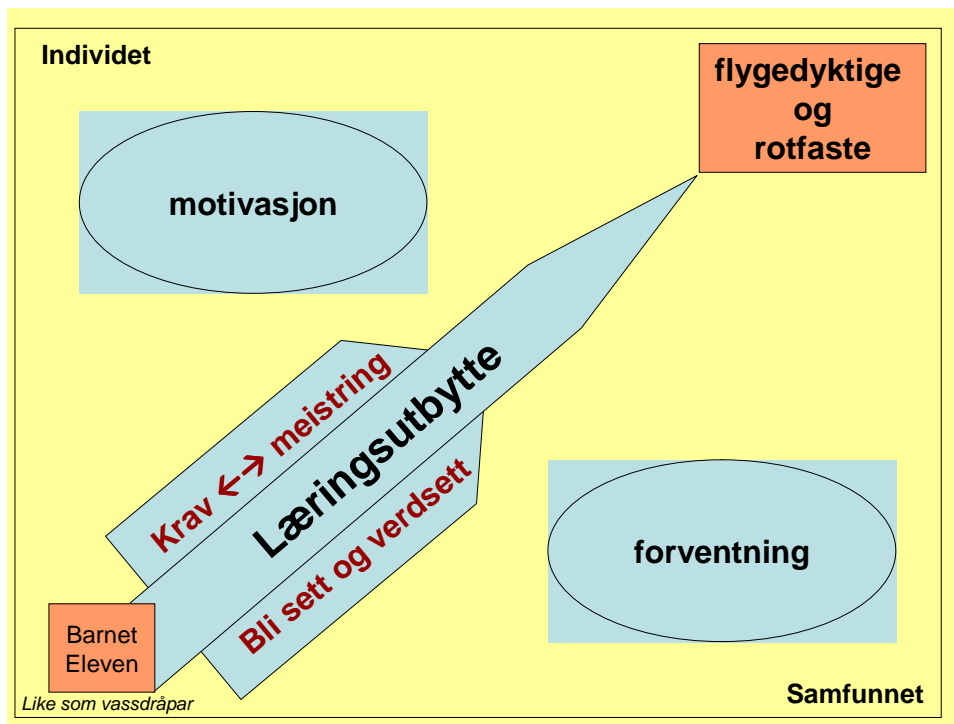 Individet
flygedyktige
og
rotfaste
motivasjon
Krav ←→ meistring
Læringsutbytte
Bli sett og verdsett
forventning
Barnet
Eleven
Like som vassdråpar
Samfunnet